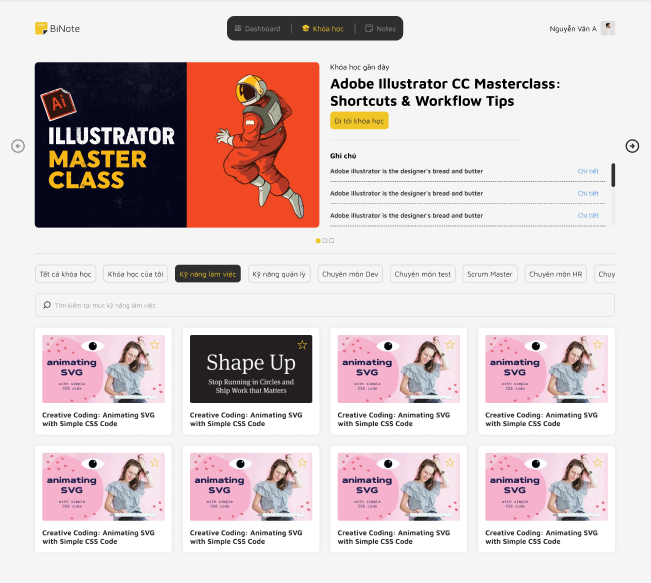 BiNote
Dashboard
Khóa học
Notes
Nguyễn Văn A
Ai
ILLUSTRATOR
MASTER
CLASS
Khóa học gần đây
Adobe Illustrator CC Masterclass:
Shortcuts & Workflow Tips
Đi tới khóa học
Ghi chú
Adobe illustrator is the designer's bread and butter
Chi tiết
Adobe illustrator is the designer's bread and butter
Chi tiết
Adobe illustrator is the designer's bread and butter
Chi tiết
Tất cả khóa học
Khóa học của tôi
Kỹ năng làm việc
Kỹ năng quản lý
Chuyên môn Dev
Chuyên môn test
Scrum Master
Chuyên môn HR
Chuy
Tìm kiếm tại mục kỹ năng làm việc
animating
SVG
with simple
CSS code
Creative Coding: Animating SVG
with Simple CSS Code
Shape Up
Stop Running in Circles and
Ship Work that Matters
Creative Coding: Animating SVG
with Simple CSS Code
animating
SVG
with simple
CSS code
Creative Coding: Animating SVG
with Simple CSS Code
animating
SVG
with simple
CSS code
Creative Coding: Animating SVG
with Simple CSS Code
animating
SVG
with simple
CSS code
Creative Coding: Animating SVG
with Simple CSS Code
animating
SVG
with simple
CSS code
Creative Coding: Animating SVG
with Simple CSS Code
animating
SVG
with simple
CSS code
Creative Coding: Animating SVG
with Simple CSS Code
animating
SVG
with simple
CSS code
Creative Coding: Animating SVG
with Simple CSS Code